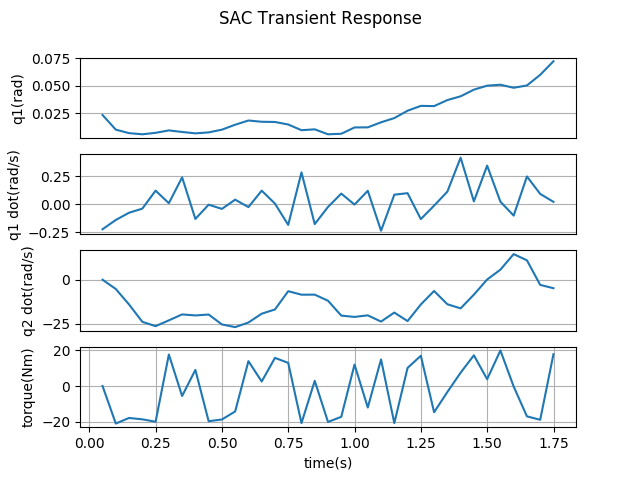 SAC Transient Response
0.075
0.050
0.025
q1(rad)
0.25
0.00
−0.25
q1 dot(rad/s)
0
−25
q2 dot(rad/s)
20
0
−20
torque(Nm)
0.00 0.25 0.50 0.75 1.00 1.25 1.50 1.75
time(s)